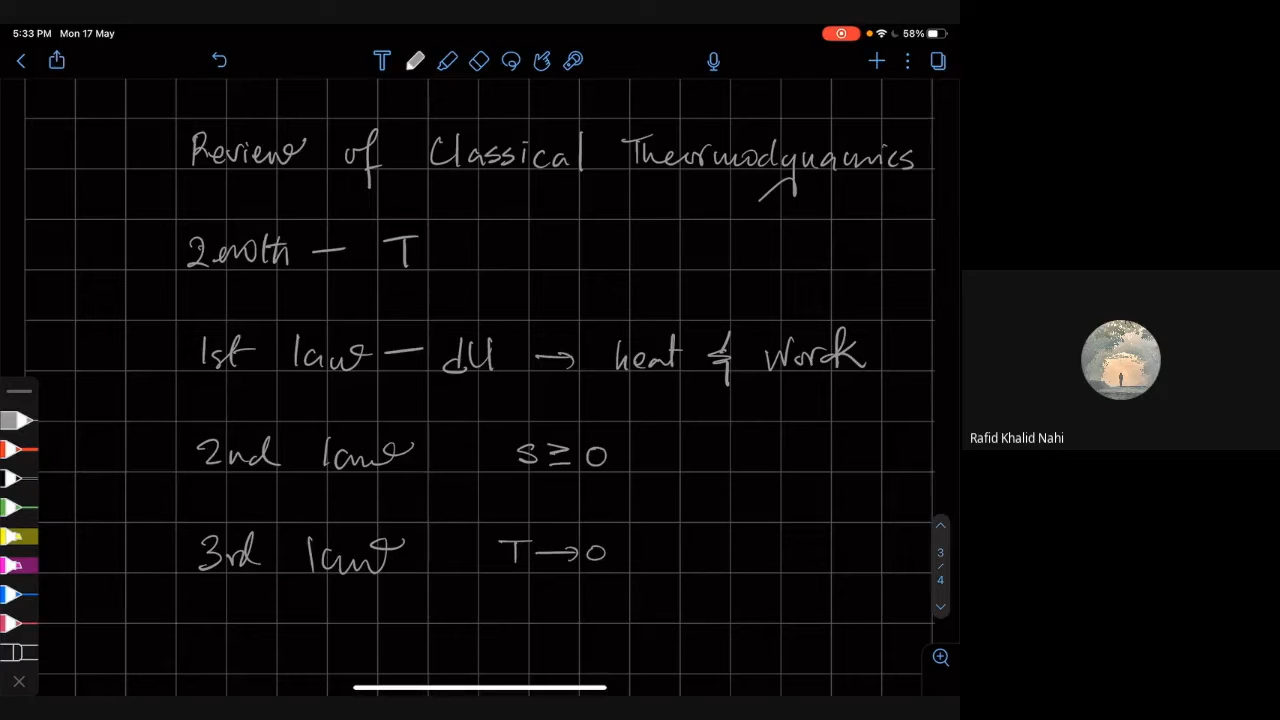 5:33 PM Mon 17 May
58%
Review of Classical Thermodynamics
Zeroth - T
1st law - dU → heat & Work
2nd law S ≥ 0
3rd law T → 0
3
/
4
Rafid Khalid Nahi